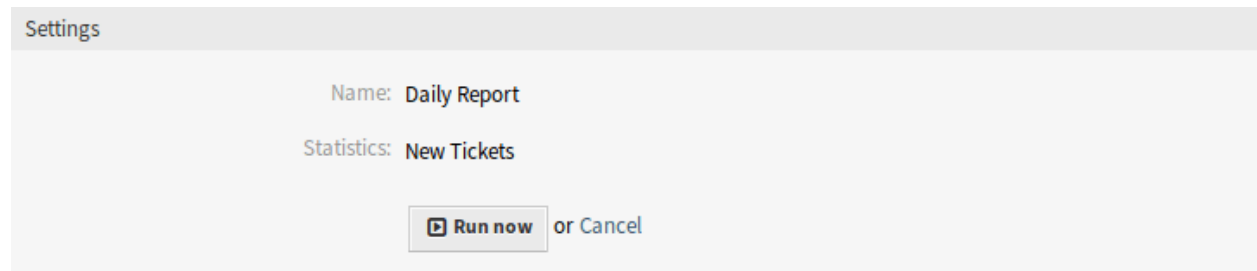 Settings
Name: Daily Report
Statistics: New Tickets
Run now or Cancel